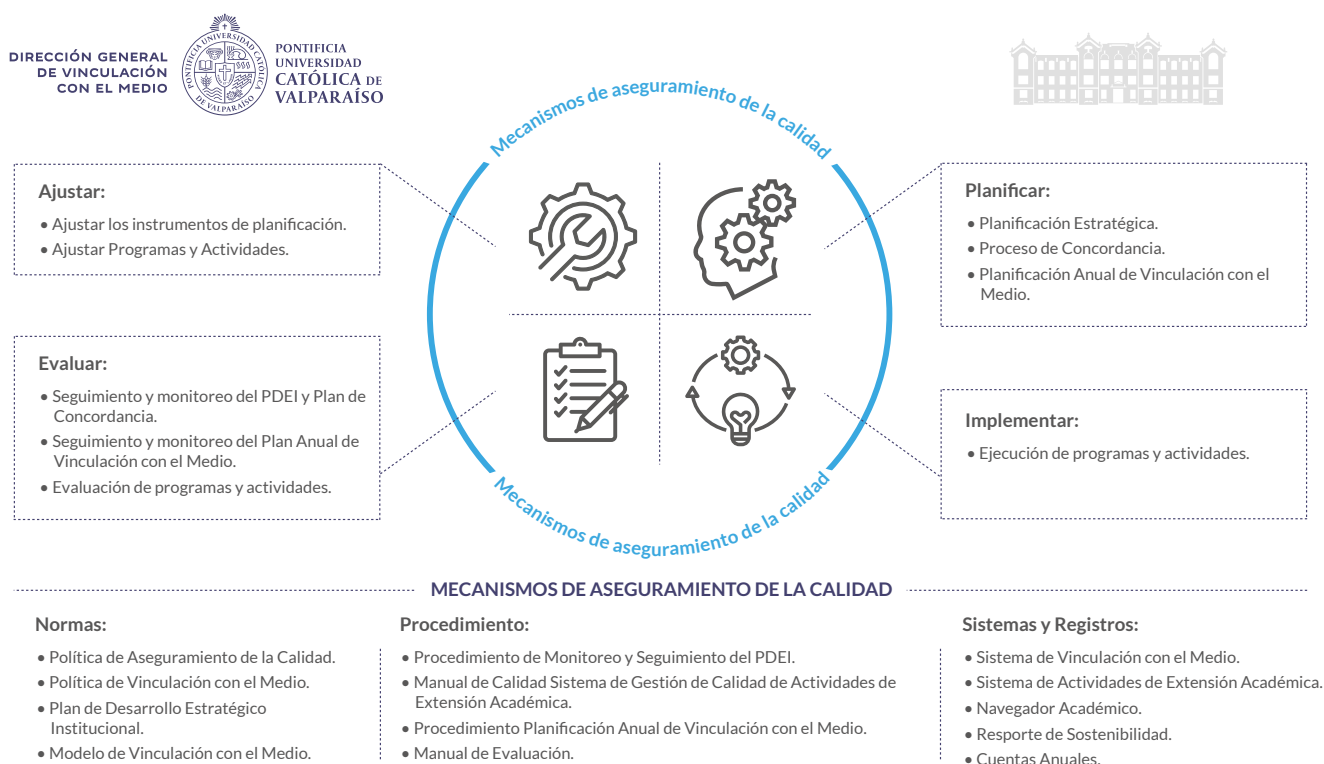 DIRECCIÓN GENERAL
DE VINCULACIÓN
CON EL MEDIO
PONTIFICIA UNIVERSIDAD CATÓLICA
DE VALPARAÍSO
PONTIFICIA
UNIVERSIDAD
CATÓLICA DE
VALPARAÍSO
Mecanismos de aseguramiento de la calidad
Ajustar:
• Ajustar los instrumentos de planificación.
• Ajustar Programas y Actividades.
Planificar:
• Planificación Estratégica.
• Proceso de Concordancia.
• Planificación Anual de Vinculación con el
Medio.
Evaluar:
• Seguimiento y monitoreo del PDEI y Plan de
Concordancia.
• Seguimiento y monitoreo del Plan Anual de
Vinculación con el Medio.
• Evaluación de programas y actividades.
Implementar:
• Ejecución de programas y actividades.
Mecanismos de aseguramiento de la calidad
MECANISMOS DE ASEGURAMIENTO DE LA CALIDAD
Normas:
• Política de Aseguramiento de la Calidad.
• Política de Vinculación con el Medio.
• Plan de Desarrollo Estratégico
Institucional.
• Modelo de Vinculación con el Medio.
Procedimiento:
• Procedimiento de Monitoreo y Seguimiento del PDEI.
• Manual de Calidad Sistema de Gestión de Calidad de Actividades de
Extensión Académica.
• Procedimiento Planificación Anual de Vinculación con el Medio.
• Manual de Evaluación.
Sistemas y Registros:
• Sistema de Vinculación con el Medio.
• Sistema de Actividades de Extensión Académica.
• Navegador Académico.
• Resporte de Sostenibilidad.
• Cuentas Anuales.